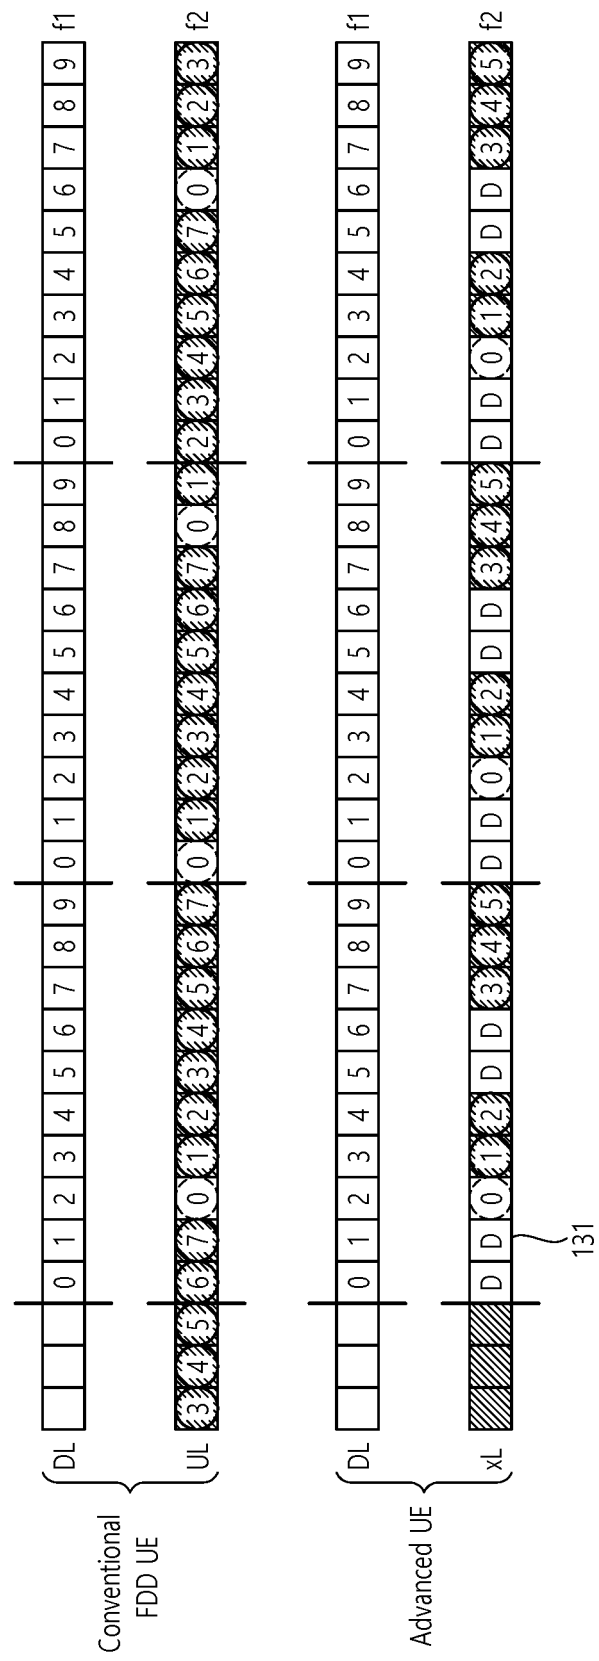 Conventional
FDD UE
DL 0 1 2 3 4 5 6 7 8 9 0 1 2 3 4 5 6 7 8 9 0 1 2 3 4 5 6 7 8 9 f1
UL 3 4 5 6 7 0 1 2 3 4 5 6 7 0 1 2 3 4 5 6 7 0 1 2 3 4 5 6 7 0 1 2 3 f2
Advanced UE
DL 0 1 2 3 4 5 6 7 8 9 0 1 2 3 4 5 6 7 8 9 0 1 2 3 4 5 6 7 8 9 f1
xL D D 0 1 2 D D 3 4 5 D D 0 1 2 D D 3 4 5 D D 0 1 2 D D 3 4 5 f2
131